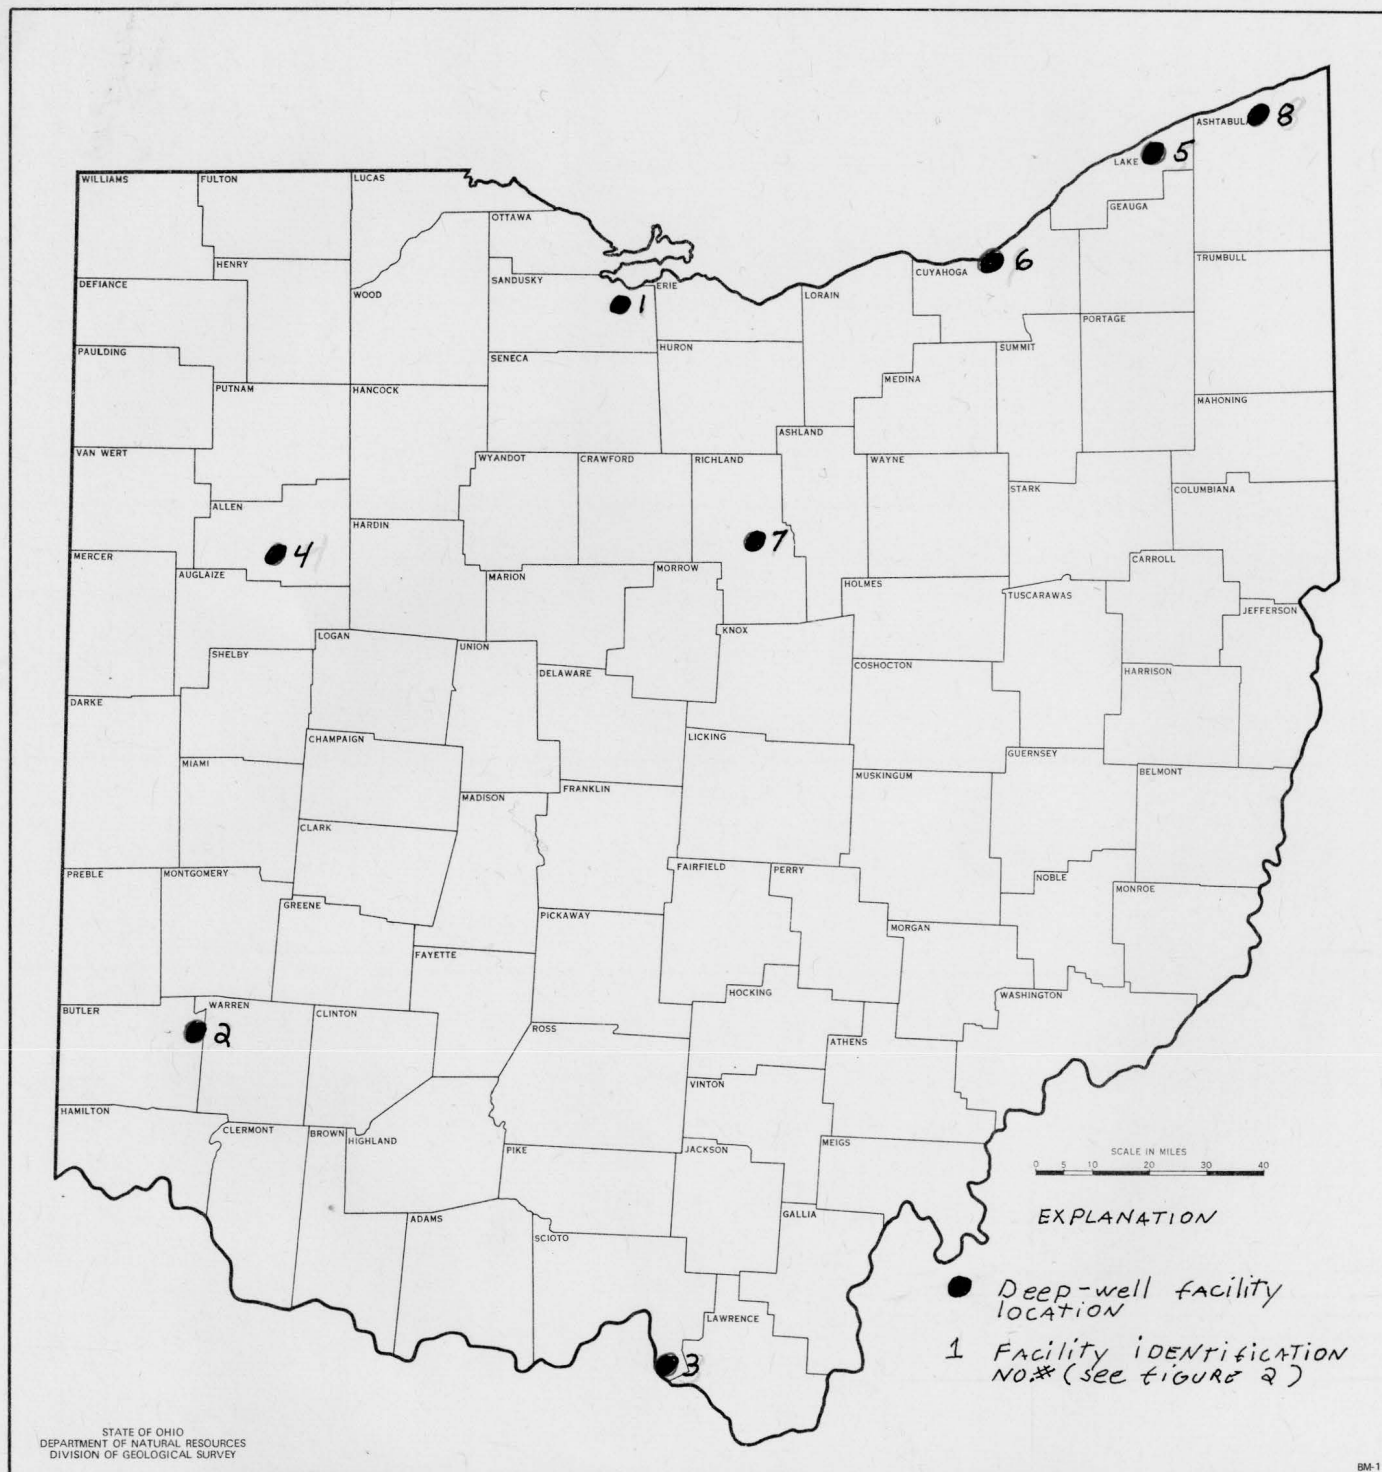 ASHTABULA
8
LAKE
5
WILLIAMS
FULTON
LUCAS
GEAUGA
OTTAWA
HENRY
CUYAHOGA
6
TRUMBULL
DEFIANCE
SANDUSKY
ERIE
WOOD
1
LORAIN
PORTAGE
PAULDING
SENECA
HURON
SUMMIT
PUTNAM
HANCOCK
MEDINA
MAHONING
ASHLAND
VAN WERT
WYANDOT
CRAWFORD
RICHLAND
WAYNE
STARK
COLUMBIANA
ALLEN
HARDIN
4
7
MERCER
AUGLAIZE
MARION
MORROW
HOLMES
CARROLL
TUSCARAWAS
JEFFERSON
LOGAN
UNION
KNOX
SHELBY
DELAWARE
COSHOCTON
HARRISON
DARKE
CHAMPAIGN
LICKING
GUERNSEY
MIAMI
MUSKINGUM
BELMONT
MADISON
FRANKLIN
CLARK
PREBLE
MONTGOMERY
FAIRFIELD
PERRY
NOBLE
MONROE
GREENE
PICKAWAY
MORGAN
FAYETTE
HOCKING
WASHINGTON
BUTLER
WARREN
CLINTON
2
ROSS
ATHENS
VINTON
HAMILTON
CLERMONT
BROWN
HIGHLAND
PIKE
JACKSON
MEIGS
SCALE IN MILES
0 5 10 20 30 40
ADAMS
GALLIA
SCIOTO
EXPLANATION
LAWRENCE
3
Deep-well facility
location
1 Facility identification
NO.# (see figure 2)
STATE OF OHIO
DEPARTMENT OF NATURAL RESOURCES
DIVISION OF GEOLOGICAL SURVEY
BM-1